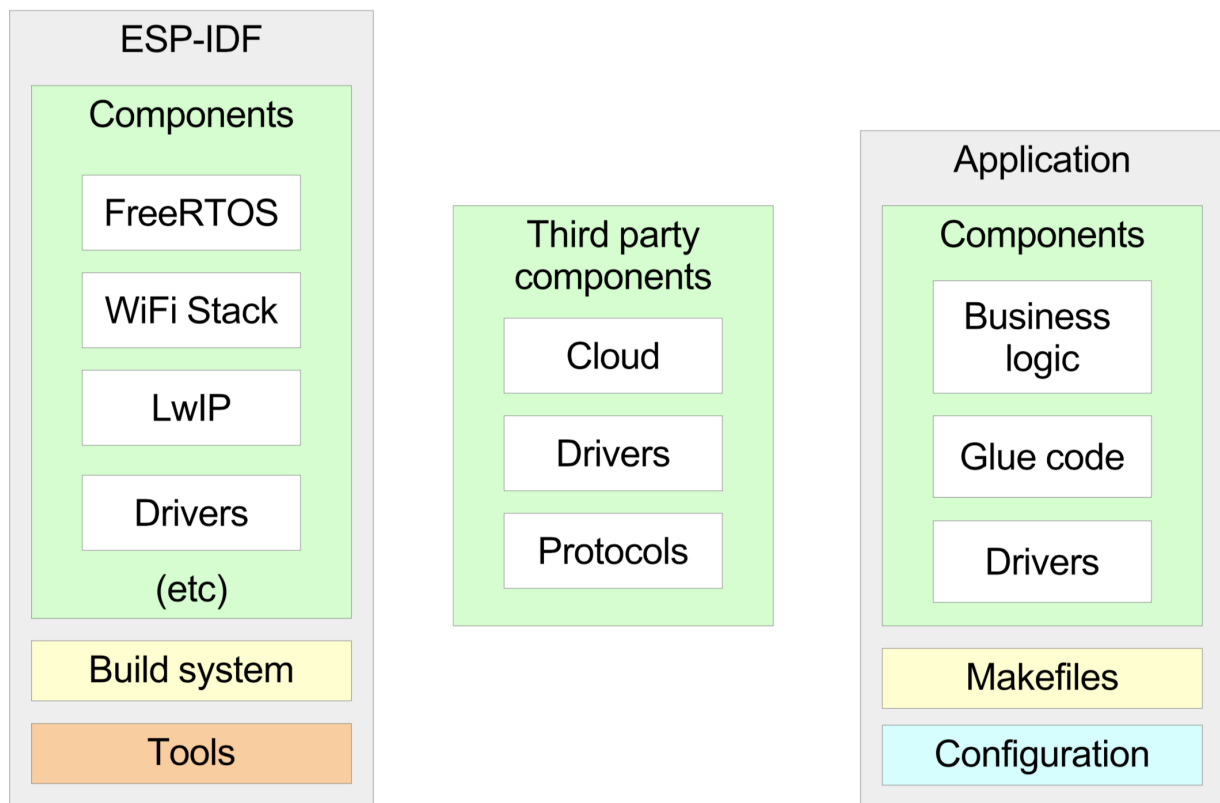 ESP-IDF
Components
FreeRTOS
WiFi Stack
LwIP
Drivers
(etc)
Build system
Tools
Third party
components
Cloud
Drivers
Protocols
Application
Components
Business
logic
Glue code
Drivers
Makefiles
Configuration